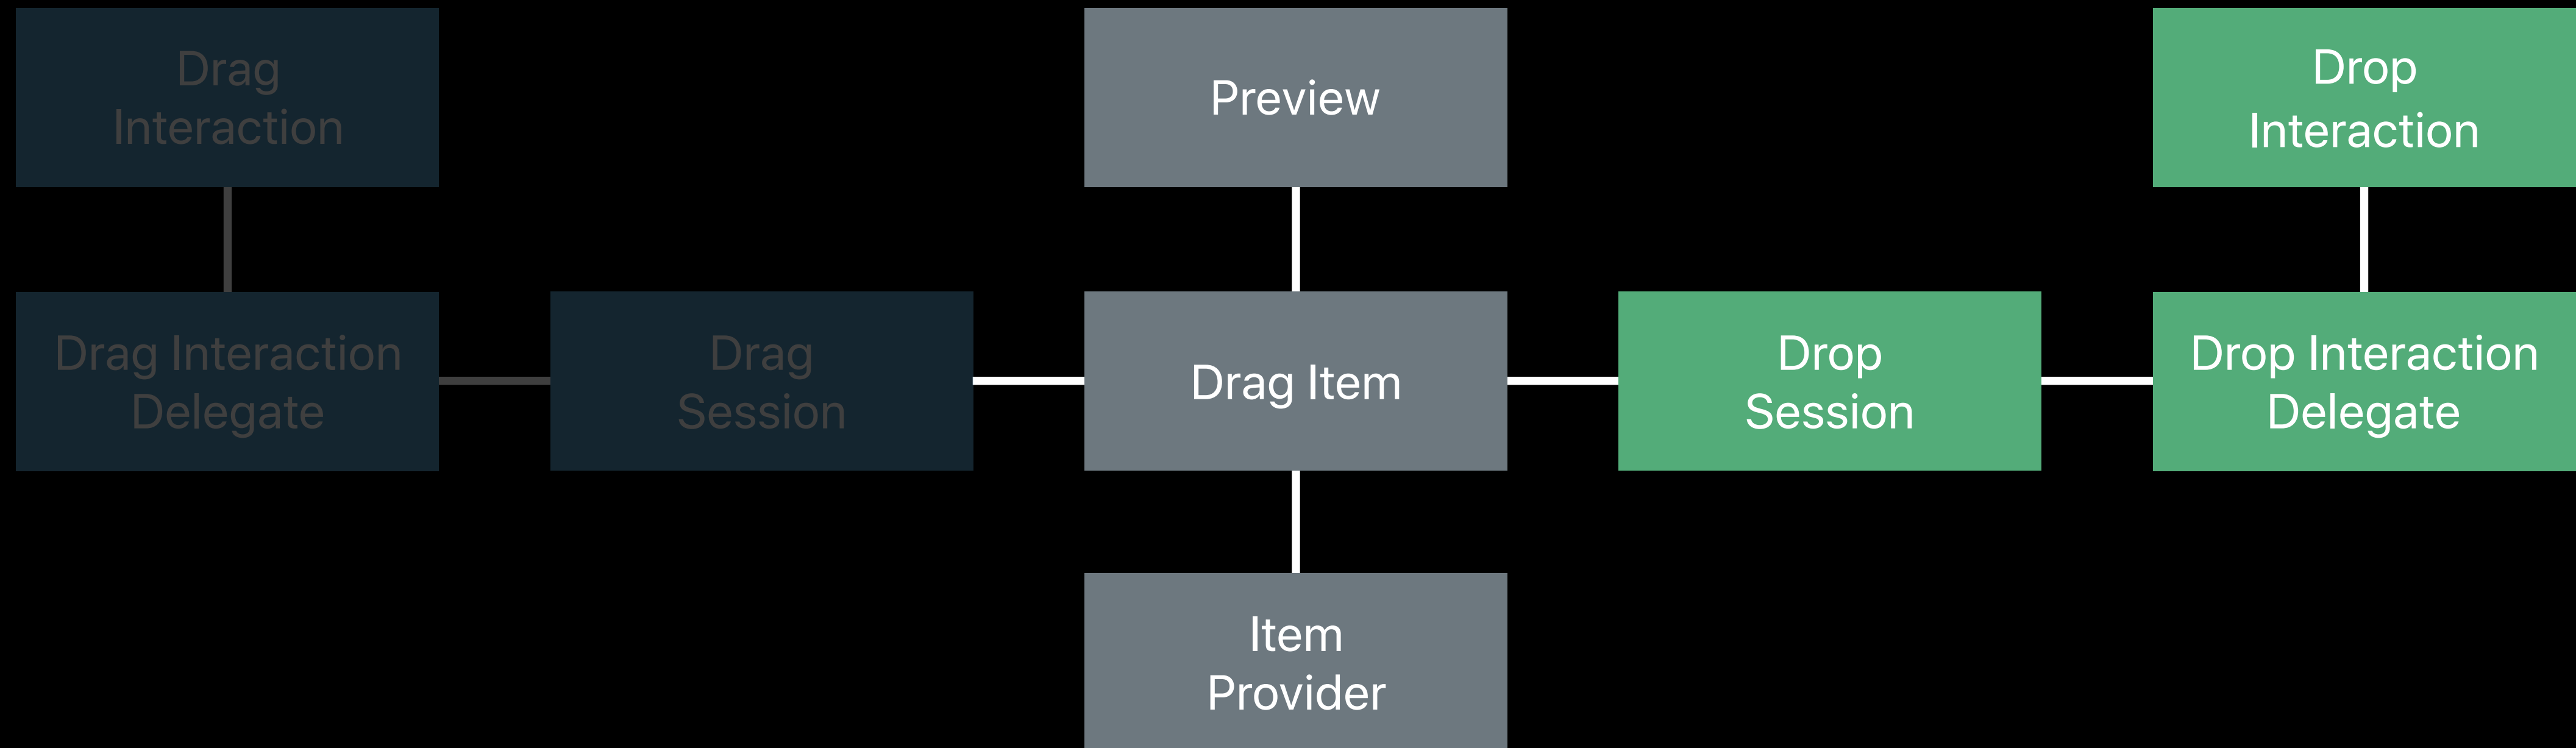 Drag
Interaction
Preview
Drop
Interaction
Drag Interaction
Delegate
Drag
Session
Drag Item
Drop
Session
Drop Interaction
Delegate
Item
Provider